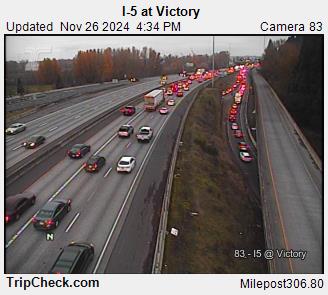 I-5 at Victory
Updated Nov 26 2024 4:34 PM Camera 83
N
83 - I5 @ Victory
TripCheck.com Milepost306.80